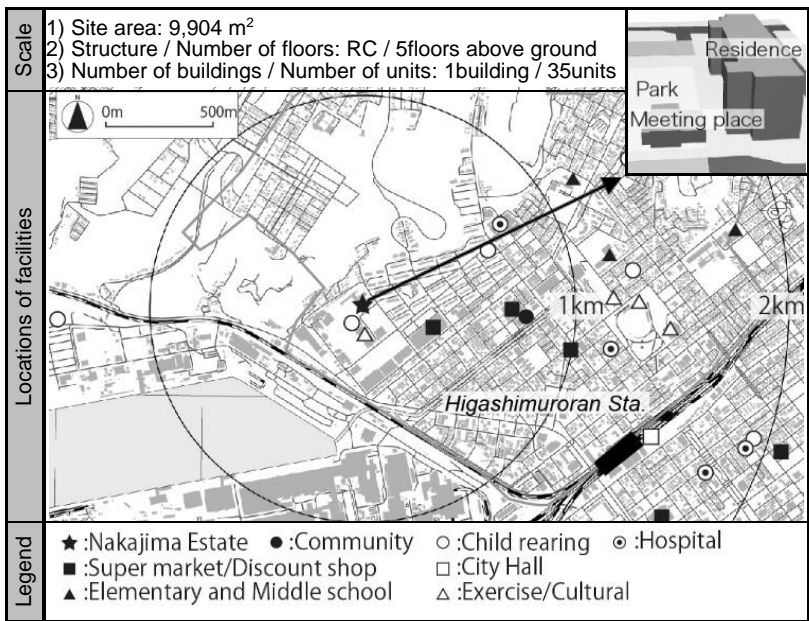 Scale
1) Site area: 9,904 m²
2) Structure / Number of floors: RC / 5floors above ground
3) Number of buildings / Number of units: 1building / 35units
Residence
Park
Meeting place
Locations of facilities
N
0m 500m
1km
2km
Higashimuroran Sta.
Legend
★:Nakajima Estate ●:Community ○:Child rearing ◉:Hospital
■:Super market/Discount shop □:City Hall
▲:Elementary and Middle school △:Exercise/Cultural